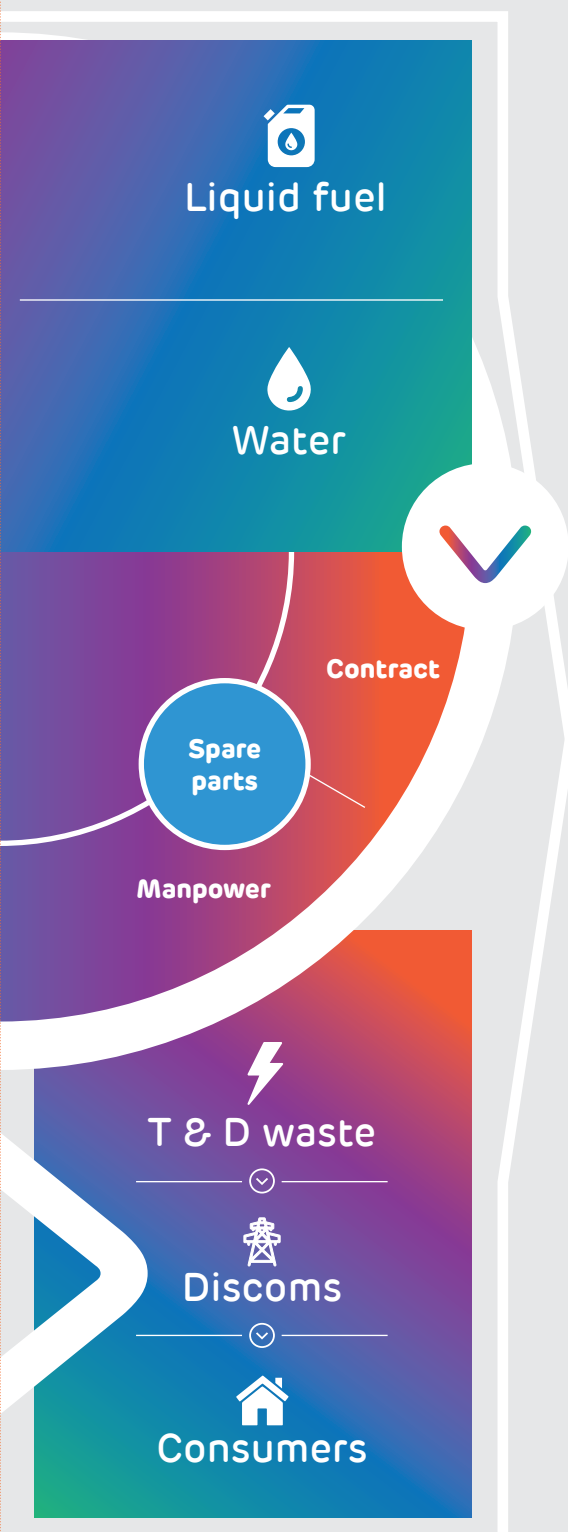 Liquid fuel
Water
Contract
Spare
parts
Manpower
T & D waste
Discoms
Consumers